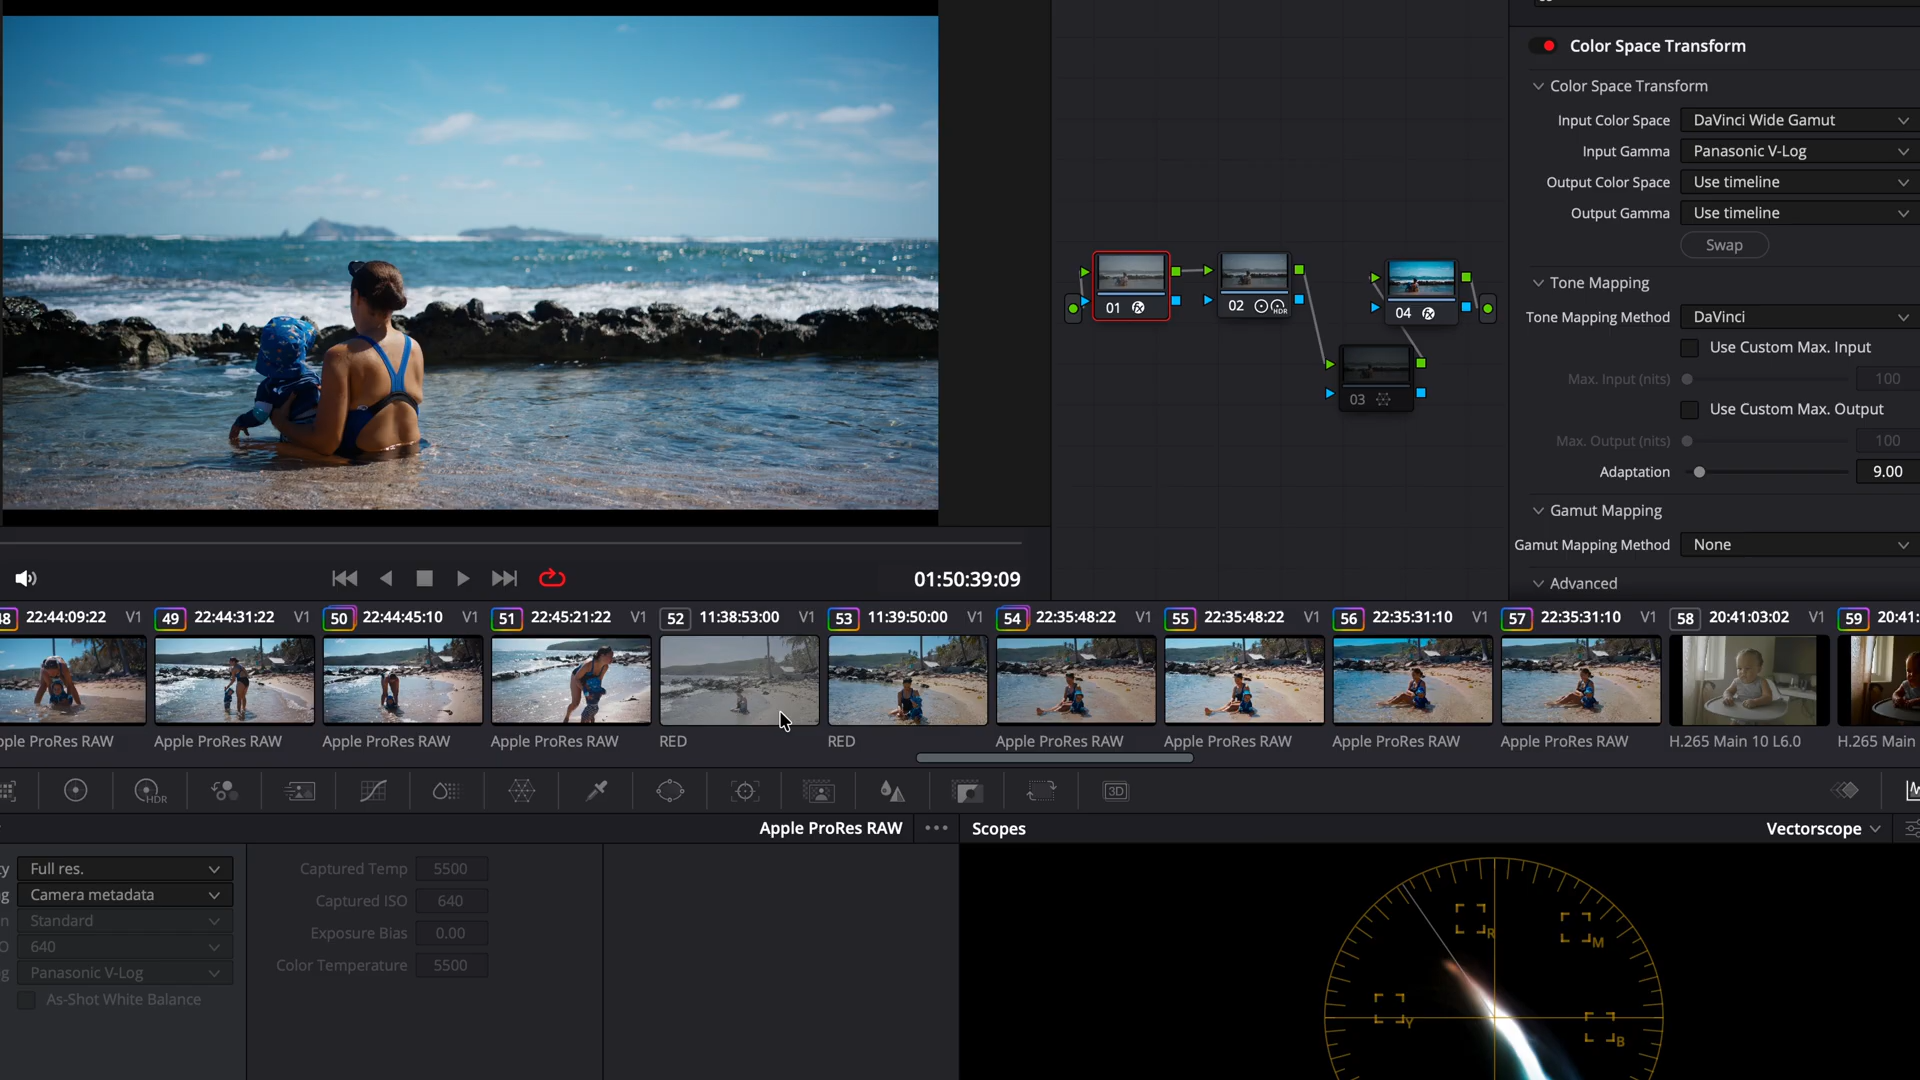 Color Space Transform
Color Space Transform
Input Color Space DaVinci Wide Gamut
Input Gamma Panasonic V-Log
Output Color Space Use timeline
Output Gamma Use timeline
Swap
Tone Mapping
Tone Mapping Method DaVinci
Use Custom Max. Input
Max. Input (nits) 100
Use Custom Max. Output
Max. Output (nits) 100
Adaptation 9.00
Gamut Mapping
Gamut Mapping Method None
Advanced
01
02 HDR
04
03
01:50:39:09
48 22:44:09:22 V1 49 22:44:31:22 V1 50 22:44:45:10 V1 51 22:45:21:22 V1 52 11:38:53:00 V1 53 11:39:50:00 V1 54 22:35:48:22 V1 55 22:35:48:22 V1 56 22:35:31:10 V1 57 22:35:31:10 V1 58 20:41:03:02 V1 59 20:41:
pple ProRes RAW Apple ProRes RAW Apple ProRes RAW Apple ProRes RAW RED RED Apple ProRes RAW Apple ProRes RAW Apple ProRes RAW Apple ProRes RAW H.265 Main 10 L6.0 H.265 Main
HDR 3D
Apple ProRes RAW ••• Scopes Vectorscope
ty Full res.
g Camera metadata
n Standard
O 640
g Panasonic V-Log
As-Shot White Balance
Captured Temp 5500
Captured ISO 640
Exposure Bias 0.00
Color Temperature 5500
R
M
Y
B